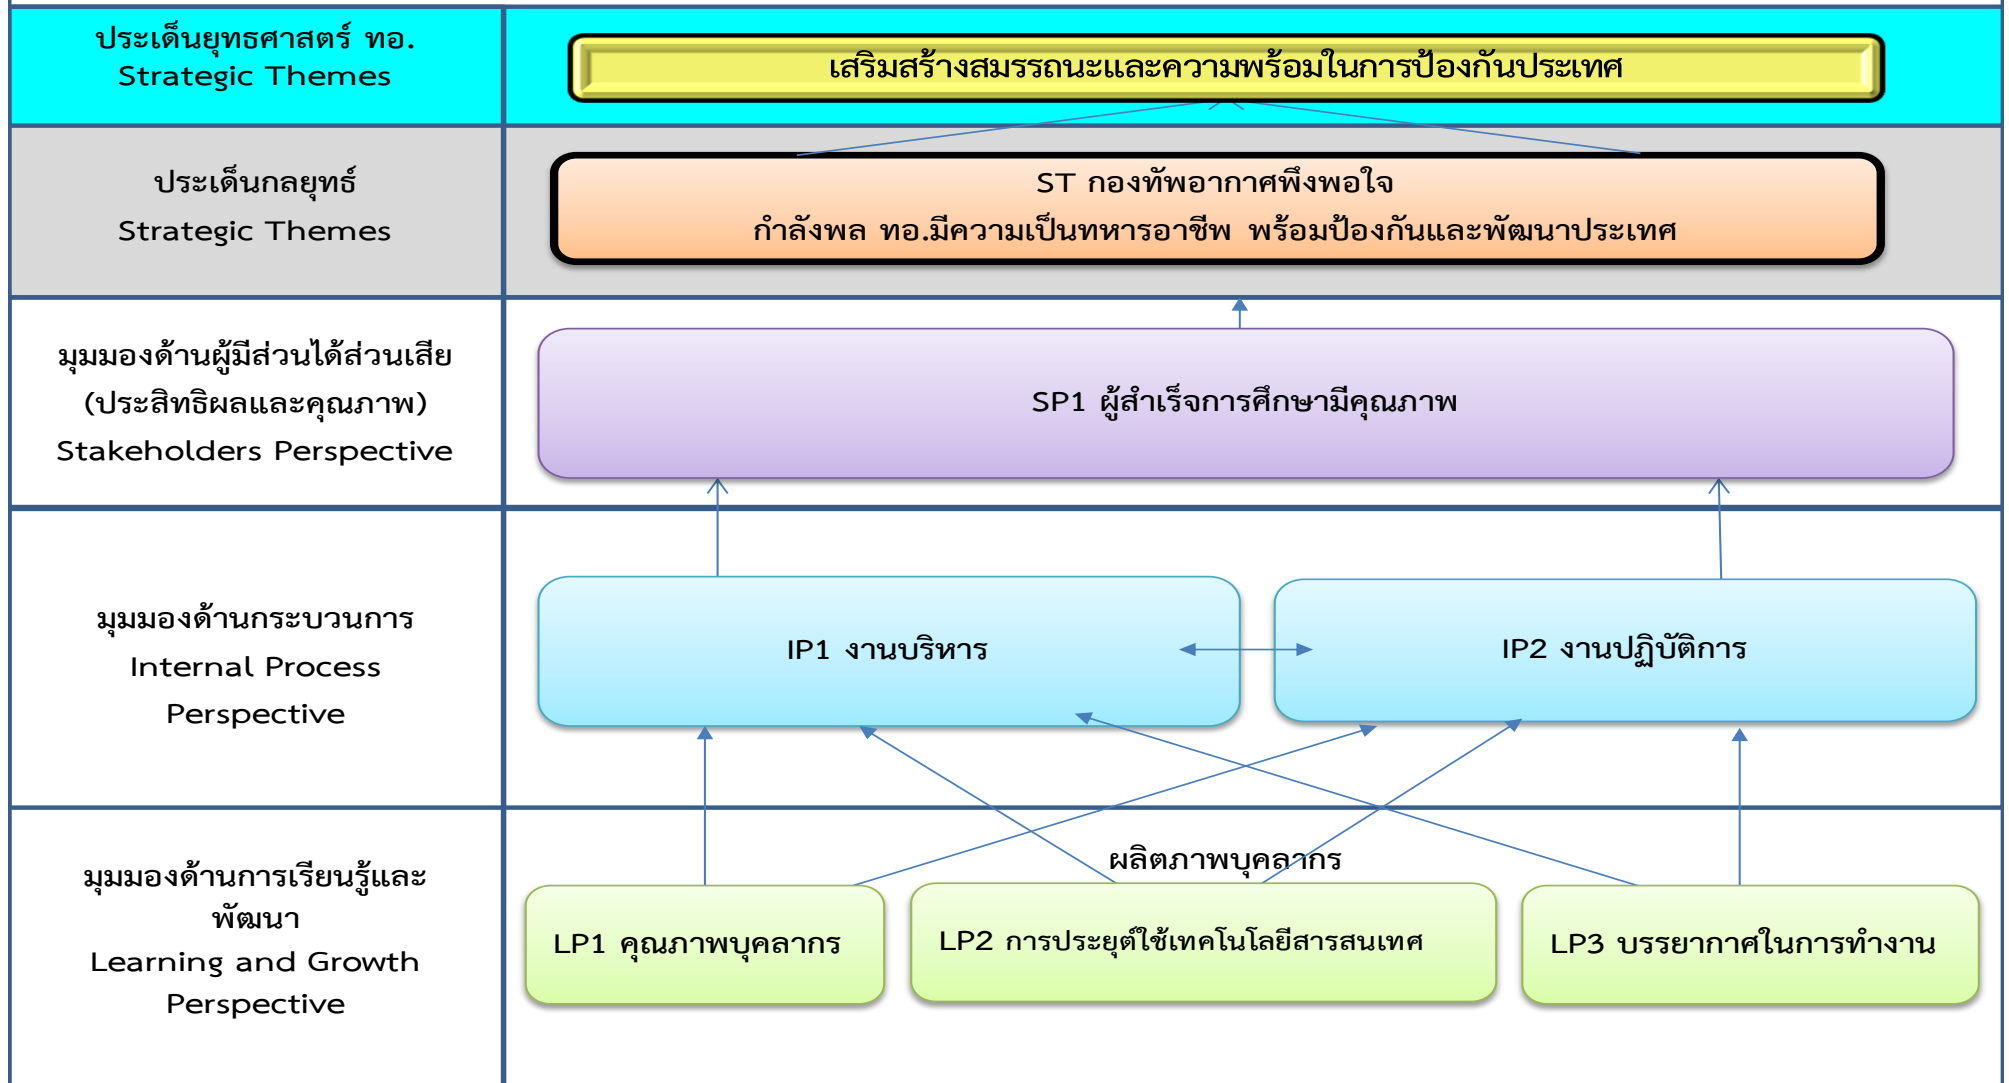 ประเด็นยุทธศาสตร์ ทอ.
Strategic Themes
เสริมสร้างสมรรถนะและความพร้อมในการป้องกันประเทศ
ประเด็นกลยุทธ์
Strategic Themes
ST กองทัพอากาศพึงพอใจ
กำลังพล ทอ.มีความเป็นทหารอาชีพ พร้อมป้องกันและพัฒนาประเทศ
มุมมองด้านผู้มีส่วนได้ส่วนเสีย
(ประสิทธิผลและคุณภาพ)
Stakeholders Perspective
SP1 ผู้สำเร็จการศึกษามีคุณภาพ
มุมมองด้านกระบวนการ
Internal Process
Perspective
IP1 งานบริหาร
IP2 งานปฏิบัติการ
มุมมองด้านการเรียนรู้และ
พัฒนา
Learning and Growth
Perspective
ผลิตภาพบุคลากร
LP1 คุณภาพบุคลากร
LP2 การประยุต์ใช้เทคโนโลยีสารสนเทศ
LP3 บรรยากาศในการทำงาน